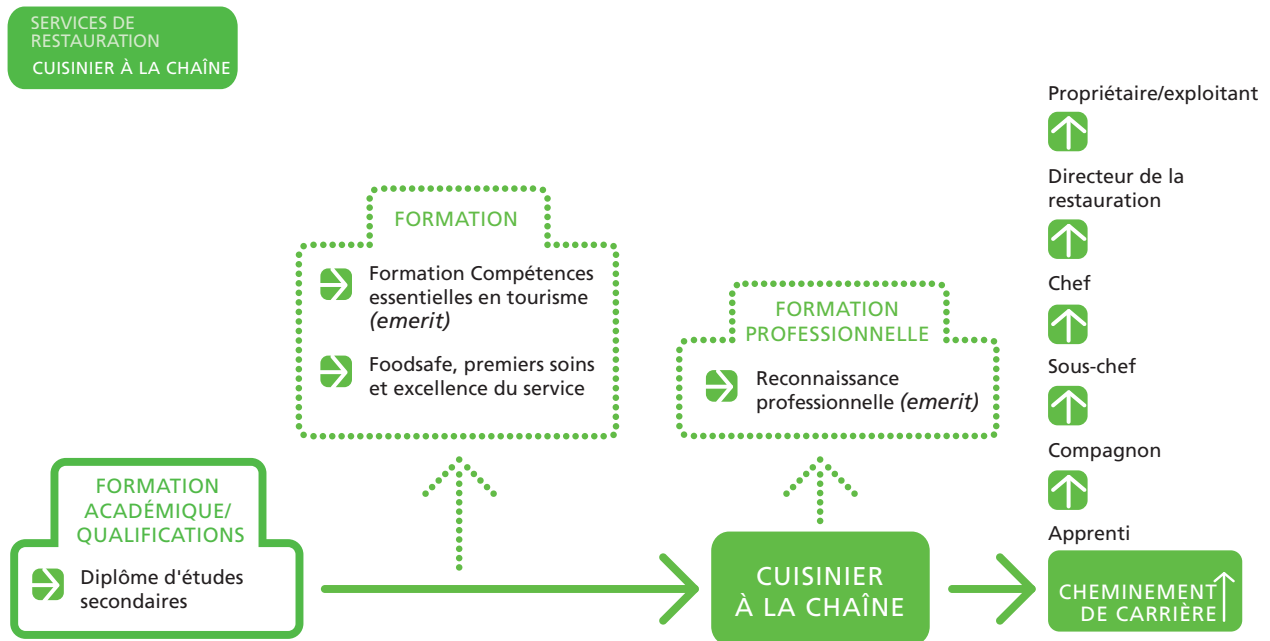 SERVICES DE
RESTAURATION
CUISINIER À LA CHAÎNE
Propriétaire/exploitant
Directeur de la
restauration
Chef
Sous-chef
Compagnon
Apprenti
CHEMINEMENT
DE CARRIÈRE
FORMATION
Formation Compétences
essentielles en tourisme
(emerit)
Foodsafe, premiers soins
et excellence du service
FORMATION
PROFESSIONNELLE
Reconnaissance
professionnelle (emerit)
FORMATION
ACADÉMIQUE/
QUALIFICATIONS
Diplôme d'études
secondaires
CUISINIER
À LA CHAÎNE